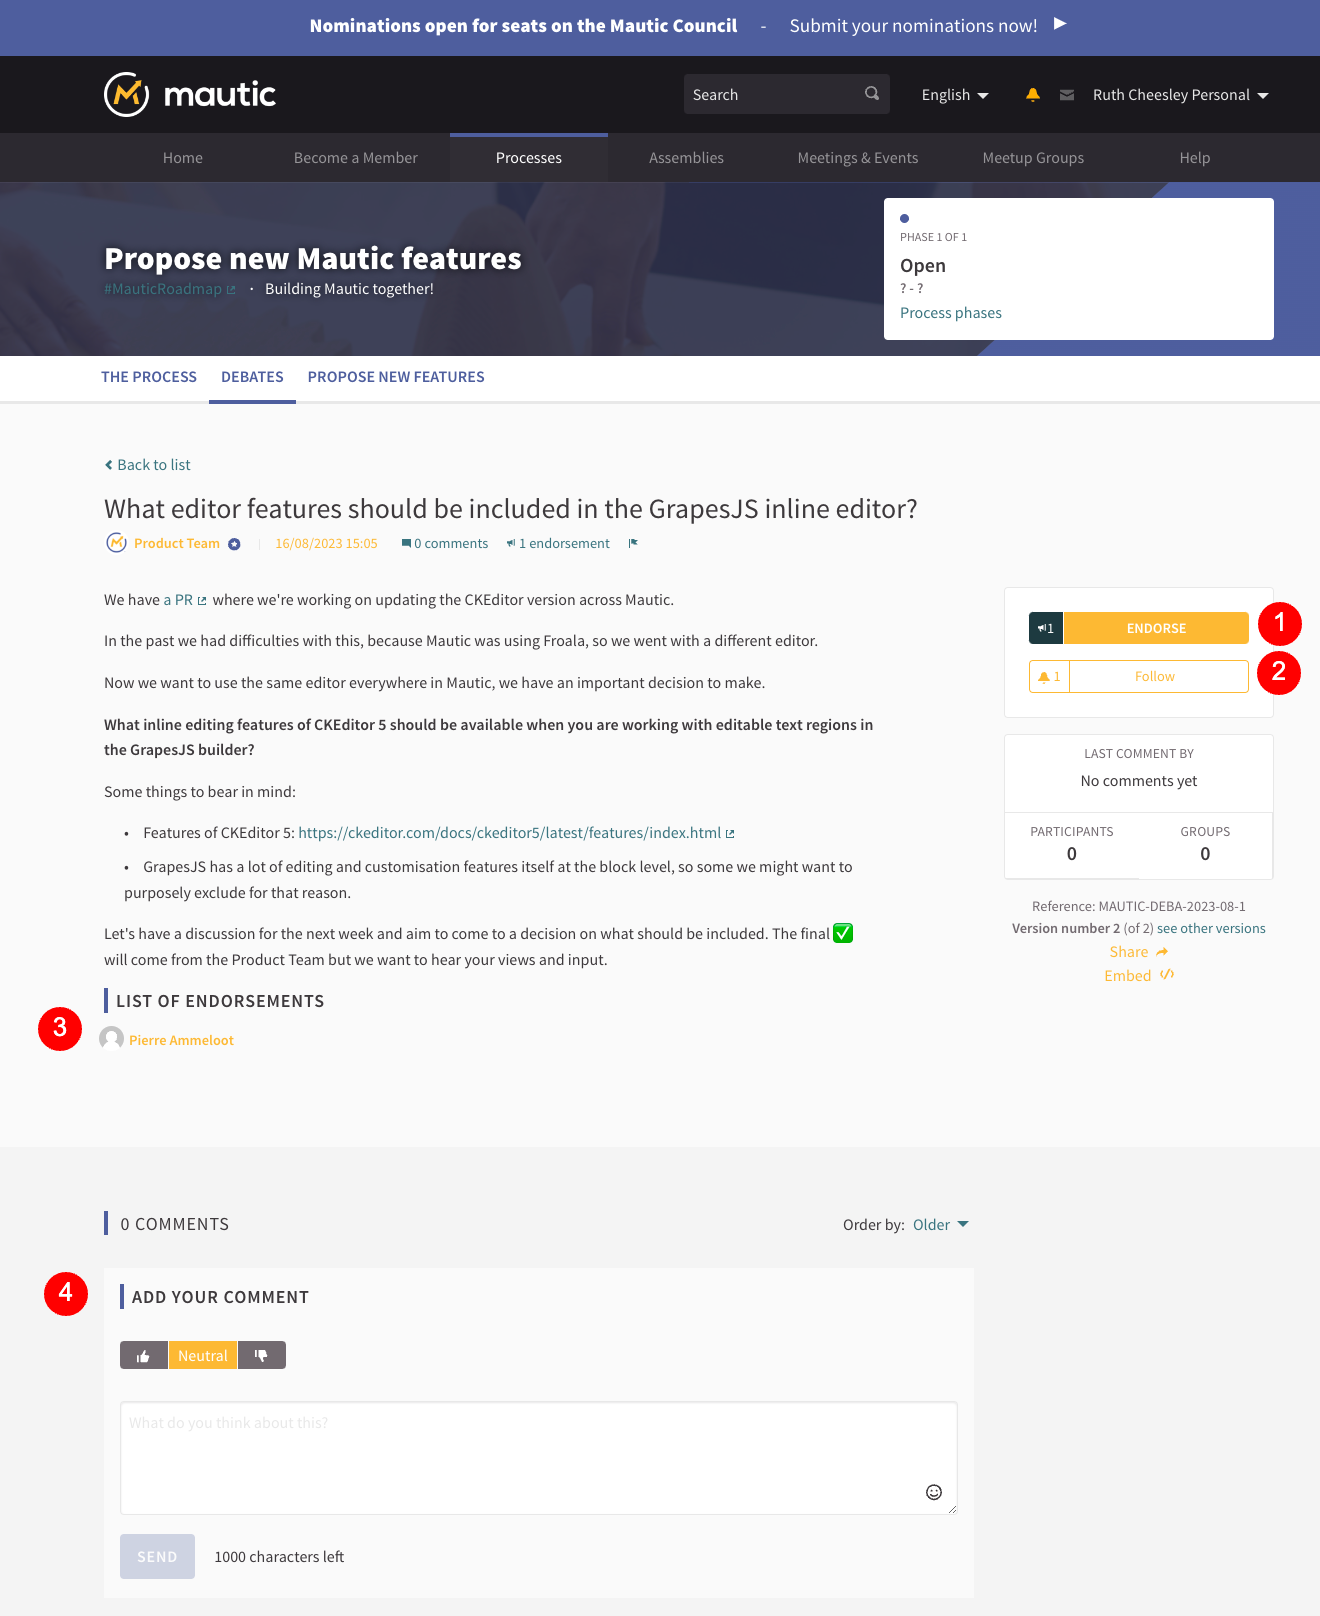 Nominations open for seats on the Mautic Council - Submit your nominations now! ►
mautic
Search
English
Ruth Cheesley Personal
Home
Become a Member
Processes
Assemblies
Meetings & Events
Meetup Groups
Help
Propose new Mautic features
#MauticRoadmap · Building Mautic together!
PHASE 1 OF 1
Open
? - ?
Process phases
THE PROCESS
DEBATES
PROPOSE NEW FEATURES
Back to list
What editor features should be included in the GrapesJS inline editor?
Product Team
16/08/2023 15:05
0 comments
1 endorsement
We have a PR where we're working on updating the CKEditor version across Mautic.
In the past we had difficulties with this, because Mautic was using Froala, so we went with a different editor.
Now we want to use the same editor everywhere in Mautic, we have an important decision to make.
What inline editing features of CKEditor 5 should be available when you are working with editable text regions in
the GrapesJS builder?
Some things to bear in mind:
• Features of CKEditor 5: https://ckeditor.com/docs/ckeditor5/latest/features/index.html
• GrapesJS has a lot of editing and customisation features itself at the block level, so some we might want to
purposely exclude for that reason.
Let's have a discussion for the next week and aim to come to a decision on what should be included. The final ✅
will come from the Product Team but we want to hear your views and input.
LIST OF ENDORSEMENTS
3
Pierre Ammeloot
1
ENDORSE
1
1
Follow
2
LAST COMMENT BY
No comments yet
PARTICIPANTS
0
GROUPS
0
Reference: MAUTIC-DEBA-2023-08-1
Version number 2 (of 2) see other versions
Share
Embed
0 COMMENTS
Order by: Older
4
ADD YOUR COMMENT
Neutral
What do you think about this?
SEND
1000 characters left